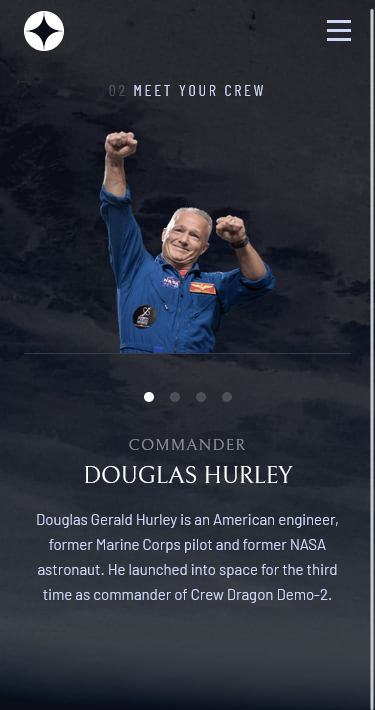 02 MEET YOUR CREW
NASA
COMMANDER
DOUGLAS HURLEY
Douglas Gerald Hurley is an American engineer,
former Marine Corps pilot and former NASA
astronaut. He launched into space for the third
time as commander of Crew Dragon Demo-2.